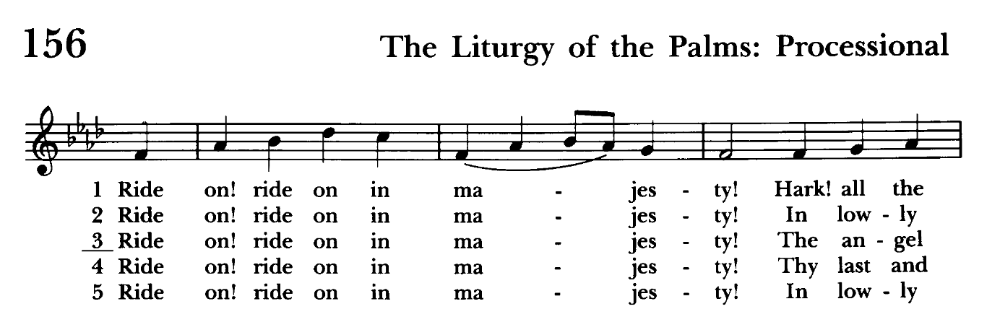 156 The Liturgy of the Palms: Processional
1 Ride on! ride on in ma - jes - ty! Hark! all the
2 Ride on! ride on in ma - jes - ty! In low - ly
3 Ride on! ride on in ma - jes - ty! The an - gel
4 Ride on! ride on in ma - jes - ty! Thy last and
5 Ride on! ride on in ma - jes - ty! In low - ly